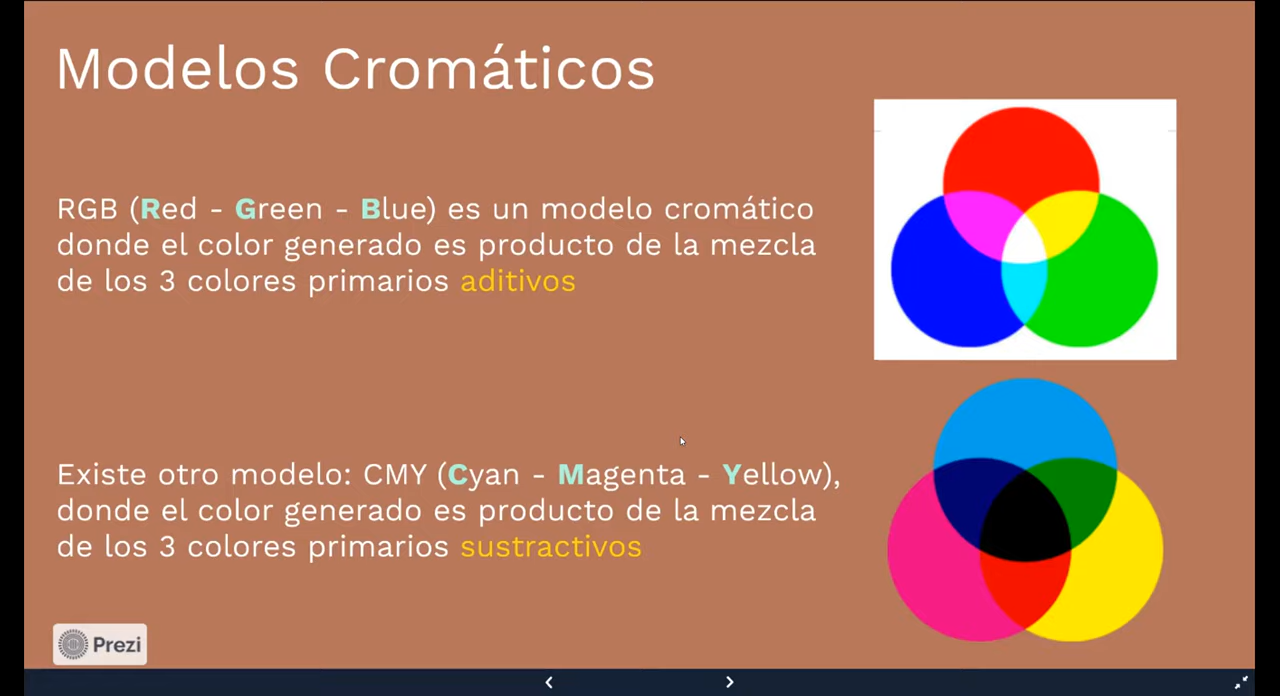 Modelos Cromáticos
RGB (Red - Green - Blue) es un modelo cromático
donde el color generado es producto de la mezcla
de los 3 colores primarios aditivos
Existe otro modelo: CMY (Cyan - Magenta - Yellow),
donde el color generado es producto de la mezcla
de los 3 colores primarios sustractivos
Prezi